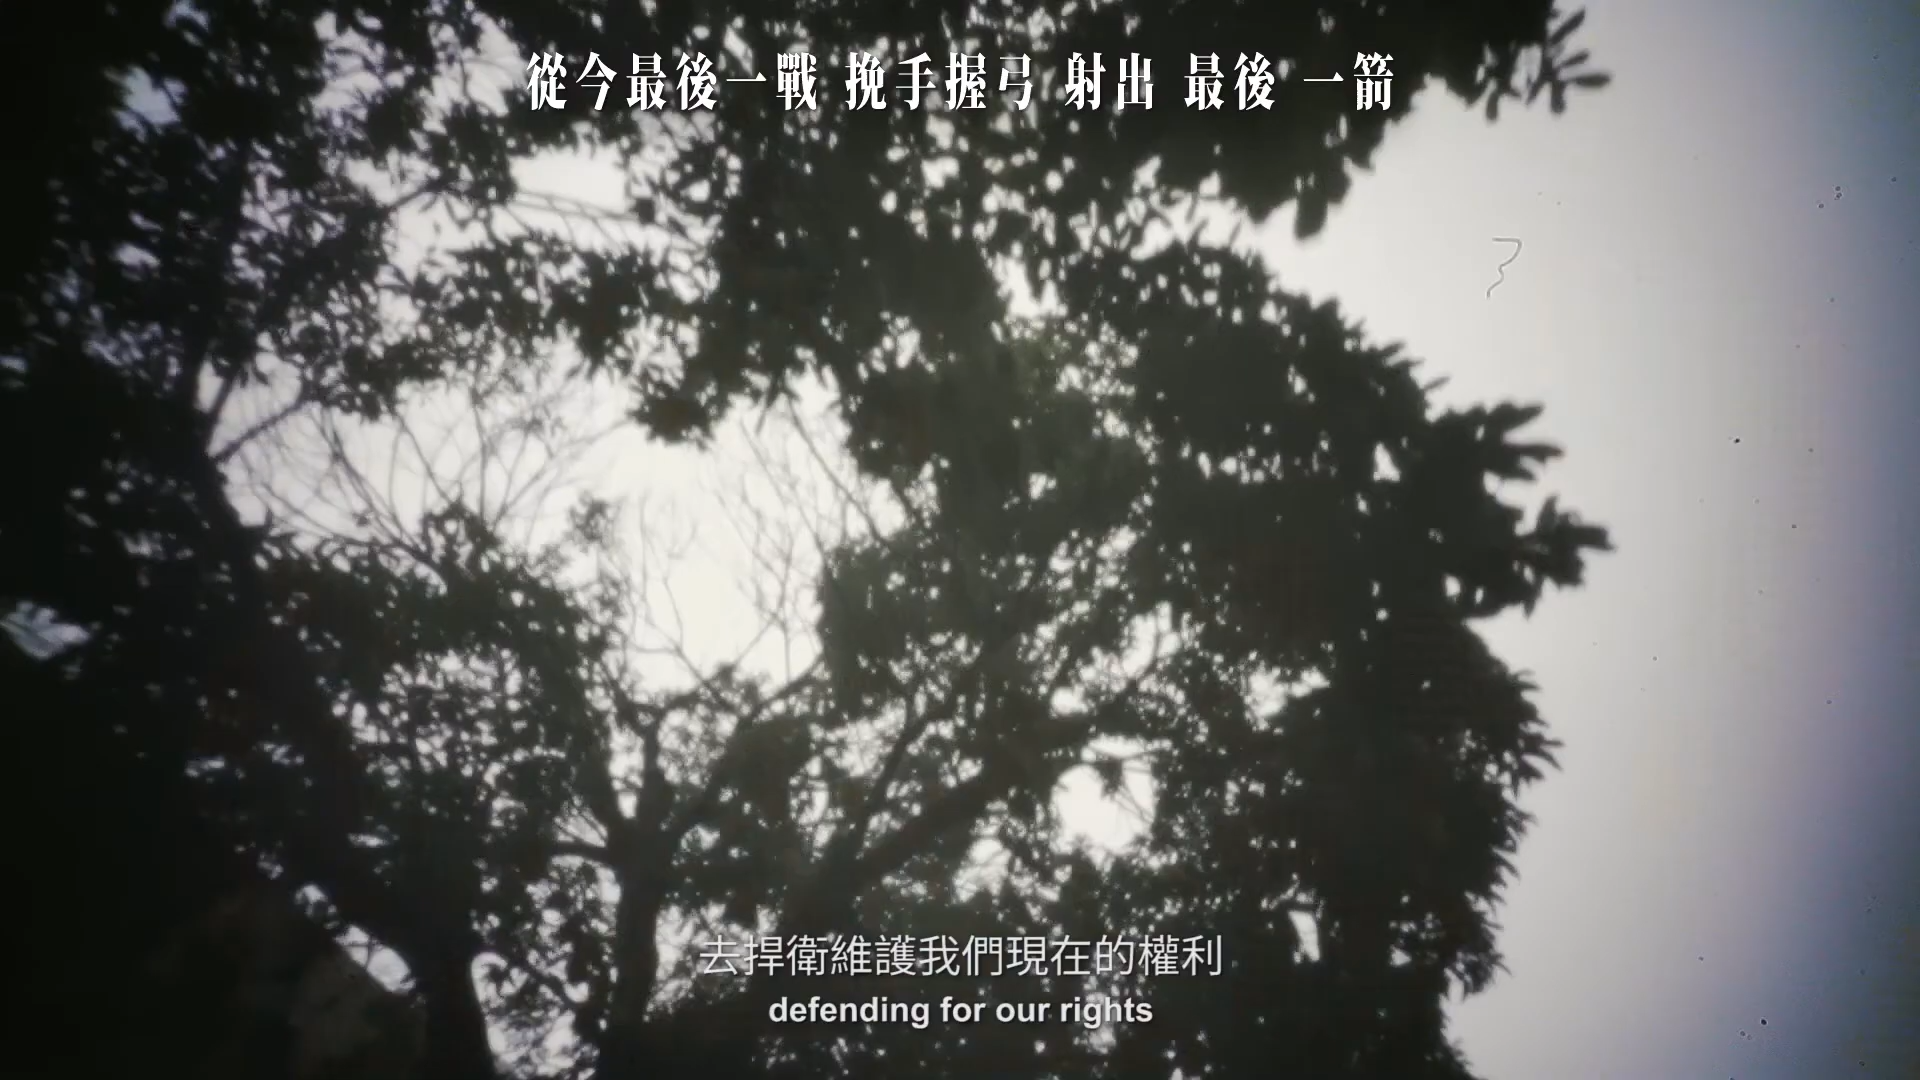 從今最後一戰 挽手握弓 射出 最後 一箭
去捍衛維護我們現在的權利
defending for our rights